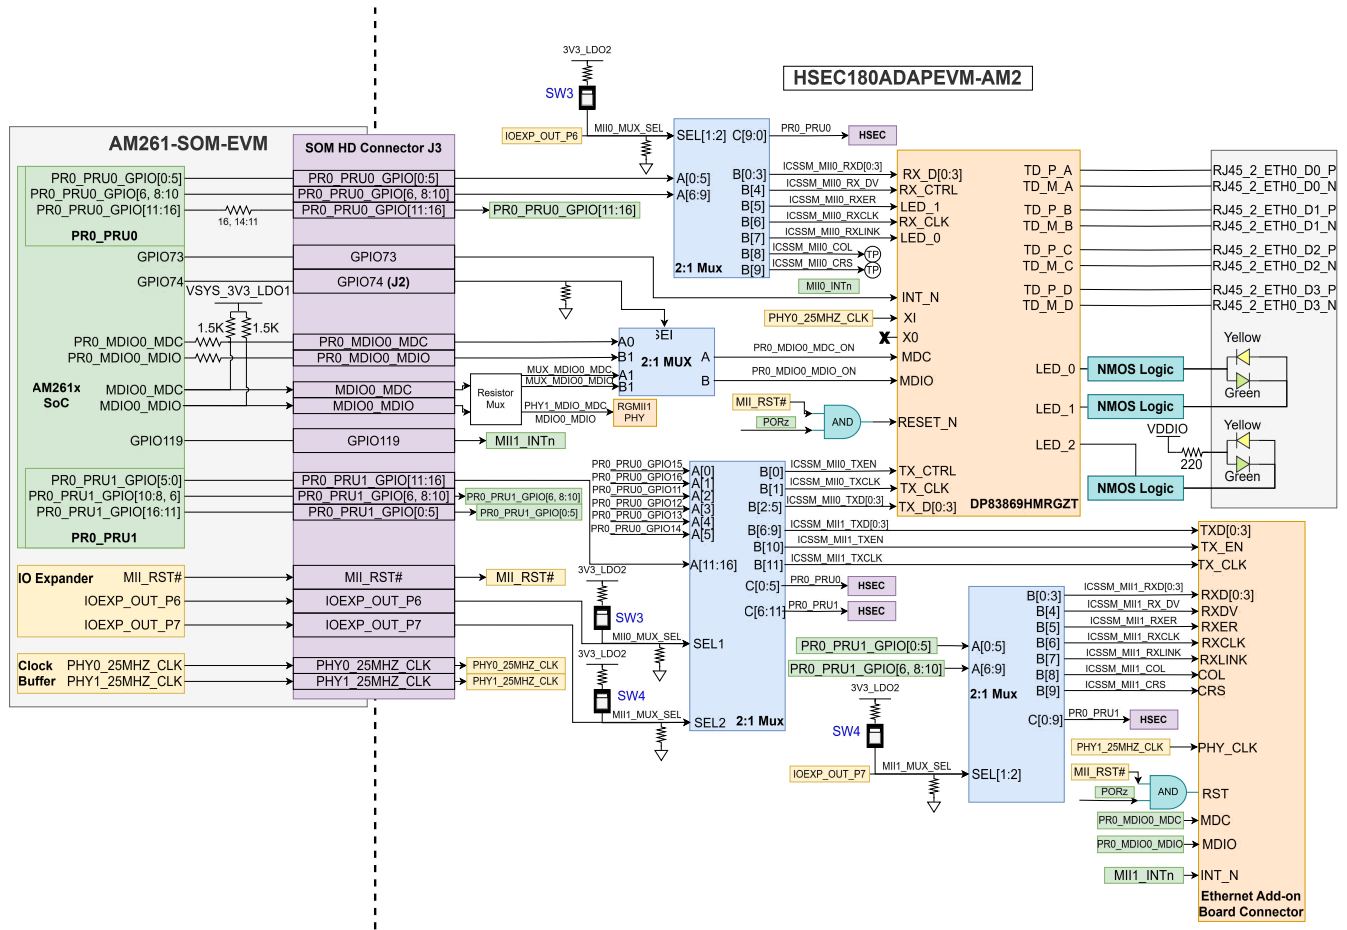 HSEC180ADAPEVM-AM2
AM261-SOM-EVM
SOM HD Connector J3
PR0_PRU0_GPIO[0:5]
PR0_PRU0_GPIO[6, 8:10
PR0_PRU0_GPIO[11:16]
16, 14:11
PR0_PRU0
GPIO73
GPIO74
VSYS_3V3_LDO1
1.5K
1.5K
PR0_MDIO0_MDC
PR0_MDIO0_MDIO
AM261x
SoC
MDIO0_MDC
MDIO0_MDIO
GPIO119
PR0_PRU1_GPIO[5:0]
PR0_PRU1_GPIO[10:8, 6]
PR0_PRU1_GPIO[16:11]
PR0_PRU1
IO Expander
MII_RST#
IOEXP_OUT_P6
IOEXP_OUT_P7
Clock
Buffer
PHY0_25MHZ_CLK
PHY1_25MHZ_CLK
PR0_PRU0_GPIO[0:5]
PR0_PRU0_GPIO[6, 8:10]
PR0_PRU0_GPIO[11:16]
GPIO73
GPIO74 (J2)
PR0_MDIO0_MDC
PR0_MDIO0_MDIO
MDIO0_MDC
MDIO0_MDIO
GPIO119
PR0_PRU1_GPIO[11:16]
PR0_PRU1_GPIO[6, 8:10]
PR0_PRU1_GPIO[0:5]
MII_RST#
IOEXP_OUT_P6
IOEXP_OUT_P7
PHY0_25MHZ_CLK
PHY1_25MHZ_CLK
PR0_PRU0_GPIO[11:16]
Resistor
Mux
MUX_MDIO0_MDC
MUX_MDIO0_MDIO
PHY1_MDIO_MDC
MDIO0_MDIO
RGMII1
PHY
MII1_INTn
PR0_PRU1_GPIO[6, 8:10]
PR0_PRU1_GPIO[0:5]
MII_RST#
PHY0_25MHZ_CLK
PHY1_25MHZ_CLK
3V3_LDO2
SW3
IOEXP_OUT_P6
MII0_MUX_SEL
SEL[1:2]
C[9:0]
A[0:5]
A[6:9]
B[0:3]
B[4]
B[5]
B[6]
B[7]
B[8]
B[9]
2:1 Mux
PR0_PRU0
HSEC
ICSSM_MII0_RXD[0:3]
ICSSM_MII0_RX_DV
ICSSM_MII0_RXER
ICSSM_MII0_RXCLK
ICSSM_MII0_RXLINK
ICSSM_MII0_COL
TP
ICSSM_MII0_CRS
TP
MII0_INTn
PHY0_25MHZ_CLK
X
SEI
A0
B1
A1
B1
2:1 MUX
A
B
PR0_MDIO0_MDC_ON
PR0_MDIO0_MDIO_ON
MII_RST#
PORz
AND
RX_D[0:3]
RX_CTRL
LED_1
RX_CLK
LED_0
INT_N
XI
X0
MDC
MDIO
RESET_N
TX_CTRL
TX_CLK
TX_D[0:3]
TD_P_A
TD_M_A
TD_P_B
TD_M_B
TD_P_C
TD_M_C
TD_P_D
TD_M_D
LED_0
LED_1
LED_2
DP83869HMRGZT
NMOS Logic
NMOS Logic
NMOS Logic
RJ45_2_ETH0_D0_P
RJ45_2_ETH0_D0_N
RJ45_2_ETH0_D1_P
RJ45_2_ETH0_D1_N
RJ45_2_ETH0_D2_P
RJ45_2_ETH0_D2_N
RJ45_2_ETH0_D3_P
RJ45_2_ETH0_D3_N
Yellow
Green
VDDIO
220
Yellow
Green
PR0_PRU0_GPIO15
PR0_PRU0_GPIO16
PR0_PRU0_GPIO11
PR0_PRU0_GPIO12
PR0_PRU0_GPIO13
PR0_PRU0_GPIO14
A[0]
A[1]
A[2]
A[3]
A[4]
A[5]
A[11:16]
SEL1
SEL2
B[0]
B[1]
B[2:5]
B[6:9]
B[10]
B[11]
C[0:5]
C[6:11]
2:1 Mux
3V3_LDO2
SW3
MII0_MUX_SEL
3V3_LDO2
SW4
MII1_MUX_SEL
ICSSM_MII0_TXEN
ICSSM_MII0_TXCLK
ICSSM_MII0_TXD[0:3]
ICSSM_MII1_TXD[0:3]
ICSSM_MII1_TXEN
ICSSM_MII1_TXCLK
PR0_PRU0
HSEC
PR0_PRU1
HSEC
PR0_PRU1_GPIO[0:5]
PR0_PRU1_GPIO[6, 8:10]
3V3_LDO2
SW4
IOEXP_OUT_P7
MII1_MUX_SEL
A[0:5]
A[6:9]
2:1 Mux
SEL[1:2]
B[0:3]
B[4]
B[5]
B[6]
B[7]
B[8]
B[9]
C[0:9]
ICSSM_MII1_RXD[0:3]
ICSSM_MII1_RX_DV
ICSSM_MII1_RXER
ICSSM_MII1_RXCLK
ICSSM_MII1_RXLINK
ICSSM_MII1_COL
ICSSM_MII1_CRS
PR0_PRU1
HSEC
PHY1_25MHZ_CLK
MII_RST#
PORz
AND
PR0_MDIO0_MDC
PR0_MDIO0_MDIO
MII1_INTn
TXD[0:3]
TX_EN
TX_CLK
RXD[0:3]
RXDV
RXER
RXCLK
RXLINK
COL
CRS
PHY_CLK
RST
MDC
MDIO
INT_N
Ethernet Add-on
Board Connector